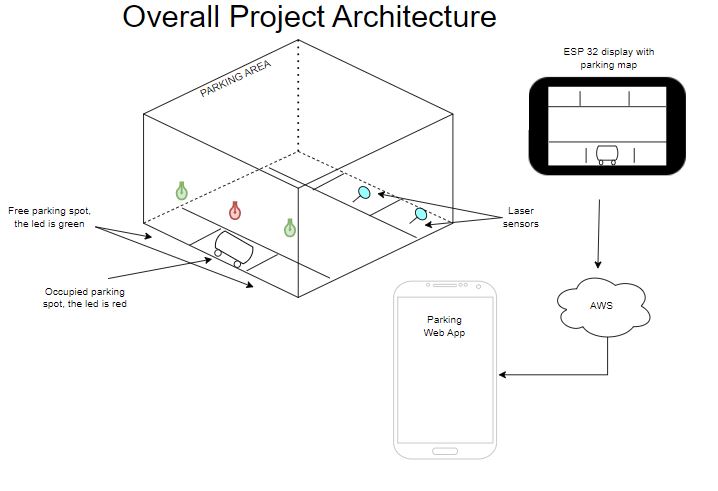 Overall Project Architecture
PARKING AREA
ESP 32 display with
parking map
Free parking spot,
the led is green
Laser
sensors
Occupied parking
spot, the led is red
AWS
Parking
Web App